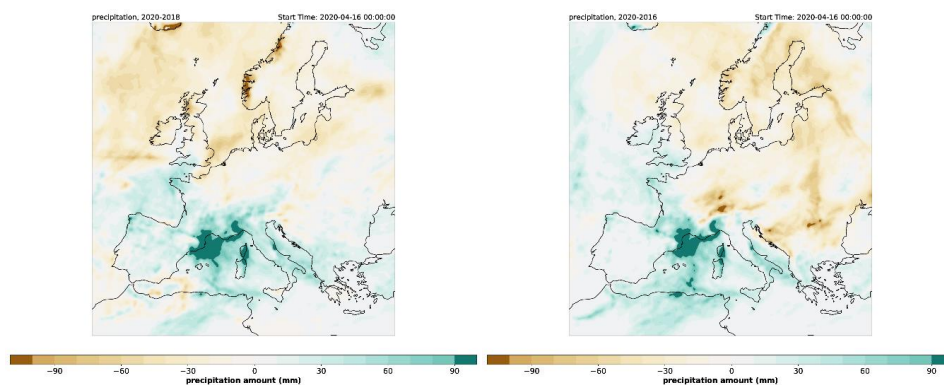 precipitation, 2020-2018 Start Time: 2020-04-16 00:00:00
−90 −60 −30 0 30 60 90
precipitation amount (mm)
precipitation, 2020-2016 Start Time: 2020-04-16 00:00:00
−90 −60 −30 0 30 60 90
precipitation amount (mm)